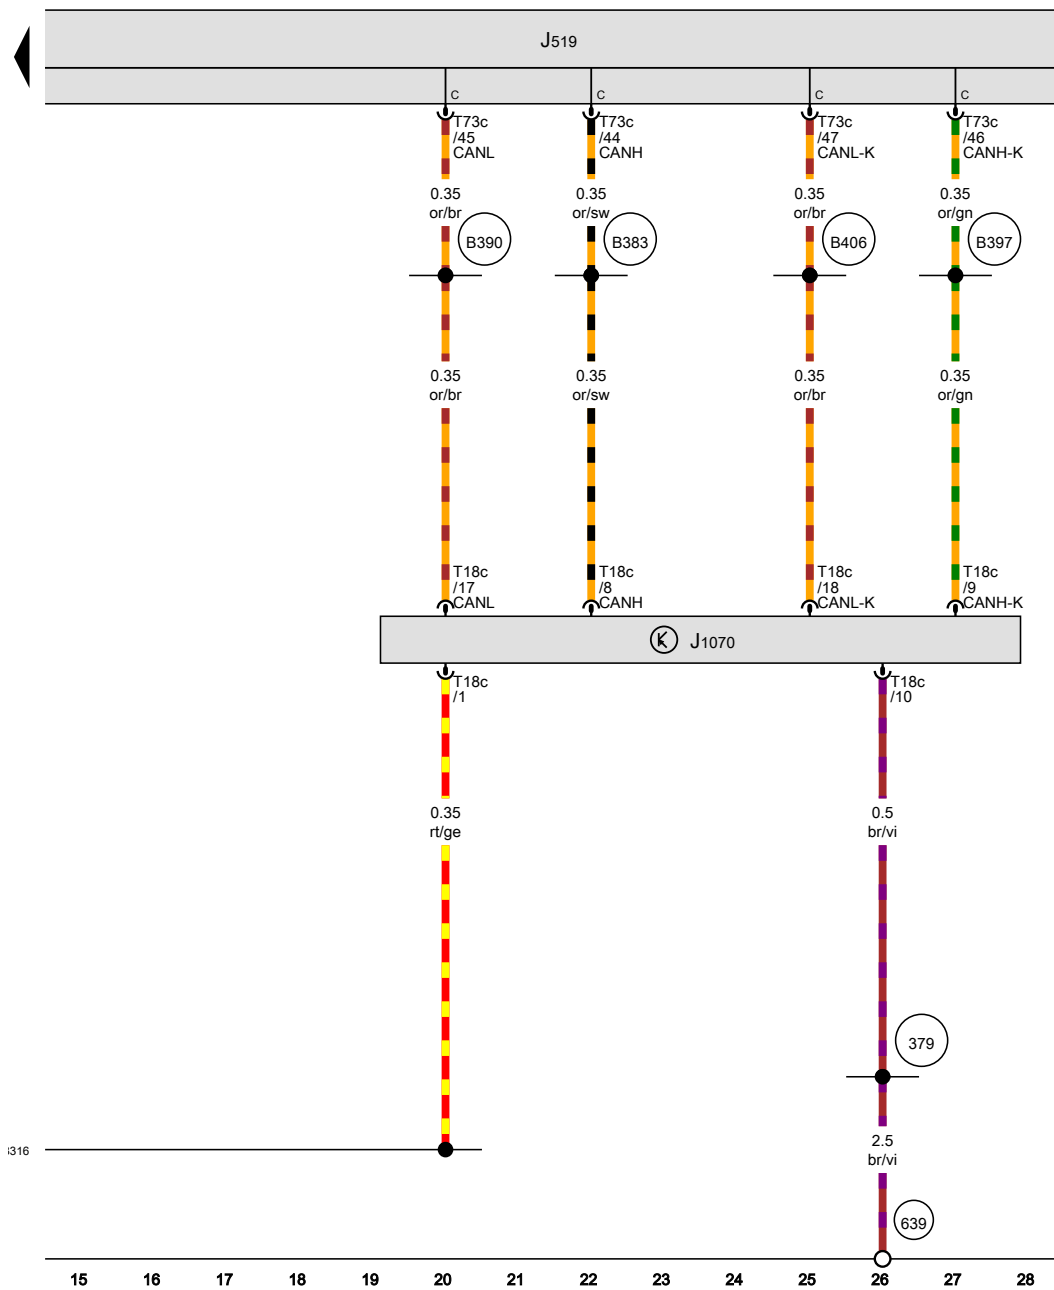 J519
C C C C
T73c T73c T73c T73c
/45 /44 /47 /46
CANL CANH CANL-K CANH-K
0.35 0.35 0.35 0.35
or/br or/sw or/br or/gn
B390 B383 B406 B397
0.35 0.35 0.35 0.35
or/br or/sw or/br or/gn
T18c T18c T18c T18c
/17 /8 /18 /9
CANL CANH CANL-K CANH-K
J1070
T18c T18c
/1 /10
0.35 0.5
rt/ge br/vi
379
2.5
316
br/vi
639
15 16 17 18 19 20 21 22 23 24 25 26 27 28